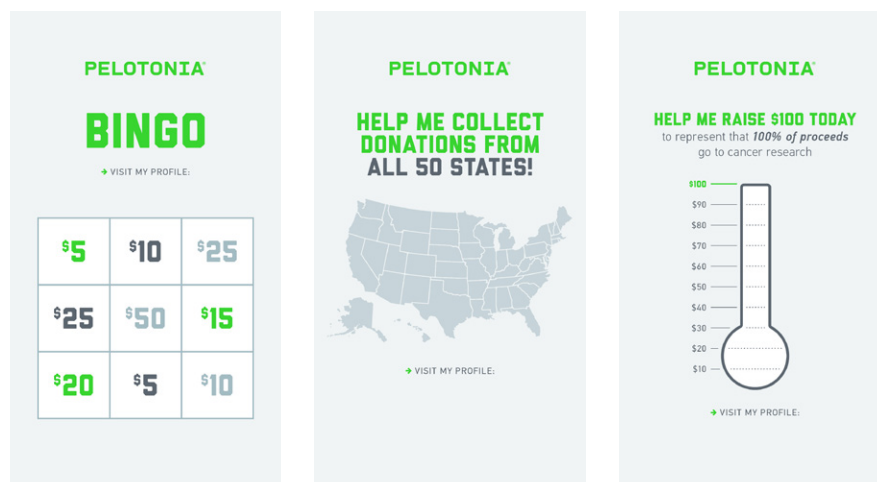 PELOTONIA
BINGO
→ VISIT MY PROFILE:
$5 $10 $25
$25 $50 $15
$20 $5 $10
PELOTONIA
HELP ME COLLECT
DONATIONS FROM
ALL 50 STATES!
→ VISIT MY PROFILE:
PELOTONIA
HELP ME RAISE $100 TODAY
to represent that 100% of proceeds
go to cancer research
$100
$90
$80
$70
$60
$50
$40
$30
$20
$10
→ VISIT MY PROFILE: